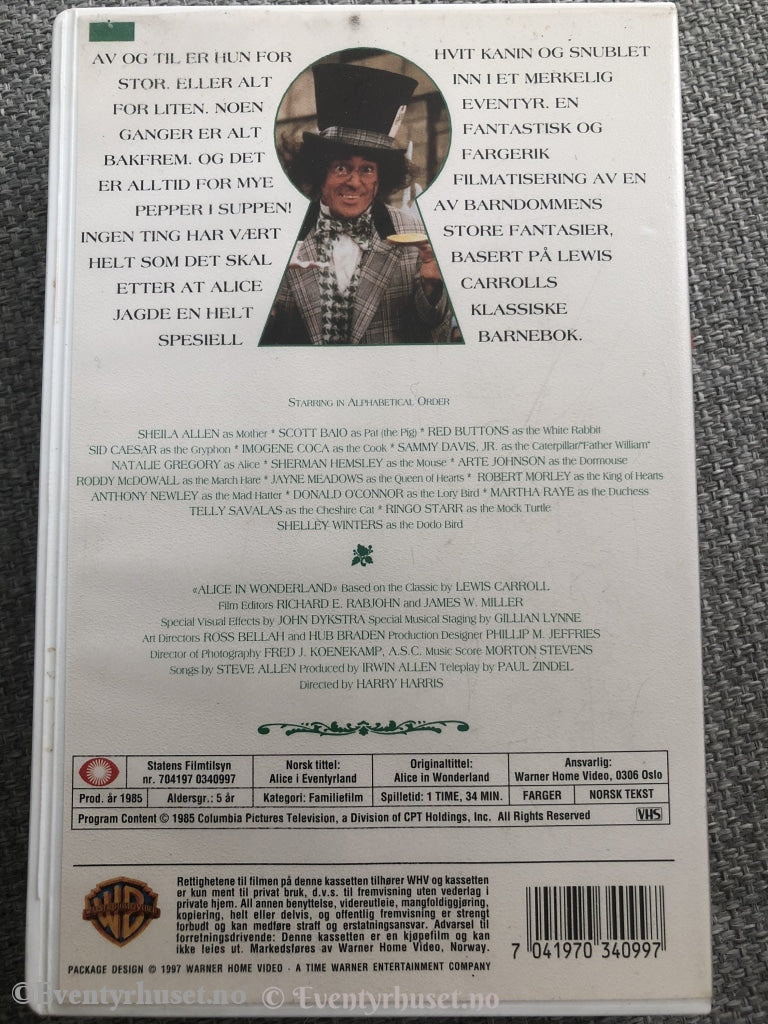 AV OG TIL ER HUN FOR
STOR. ELLER ALT
FOR LITEN. NOEN
GANGER ER ALT
BAKFREM. OG DET
ER ALLTID FOR MYE
PEPPER I SUPPEN!
INGEN TING HAR VÆRT
HELT SOM DET SKAL
ETTER AT ALICE
JAGDE EN HELT
SPESIELL
HVIT KANIN OG SNUBLET
INN I ET MERKELIG
EVENTYR. EN
FANTASTISK OG
FARGERIK
FILMATISERING AV EN
AV BARNDOMMENS
STORE FANTASIER,
BASERT PÅ LEWIS
CARROLLS
KLASSISKE
BARNEBOK.
STARRING IN ALPHABETICAL ORDER
SHEILA ALLEN as Mother * SCOTT BAIO as Pat (the Pig) * RED BUTTONS as the White Rabbit
SID CAESAR as the Gryphon * IMOGENE COCA as the Cook * SAMMY DAVIS, JR. as the Caterpillar/"Father William"
NATALIE GREGORY as Alice * SHERMAN HEMSLEY as the Mouse * ARTE JOHNSON as the Dormouse
RODDY McDOWALL as the March Hare * JAYNE MEADOWS as the Queen of Hearts * ROBERT MORLEY as the King of Hearts
ANTHONY NEWLEY as the Mad Hatter * DONALD O'CONNOR as the Lory Bird * MARTHA RAYE as the Duchess
TELLY SAVALAS as the Cheshire Cat * RINGO STARR as the Mock Turtle
SHELLEY WINTERS as the Dodo Bird
«ALICE IN WONDERLAND» Based on the Classic by LEWIS CARROLL
Film Editors RICHARD E. RABJOHN and JAMES W. MILLER
Special Visual Effects by JOHN DYKSTRA Special Musical Staging by GILLIAN LYNNE
Art Directors ROSS BELLAH and HUB BRADEN Production Designer PHILLIP M. JEFFRIES
Director of Photography FRED J. KOENEKAMP, A.S.C. Music Score MORTON STEVENS
Songs by STEVE ALLEN Produced by IRWIN ALLEN Teleplay by PAUL ZINDEL
Directed by HARRY HARRIS
Statens Filmtilsyn
nr. 704197 0340997
Norsk tittel:
Alice i Eventyrland
Originaltittel:
Alice in Wonderland
Ansvarlig:
Warner Home Video, 0306 Oslo
Prod. år 1985 Aldersgr.: 5 år Kategori: Familiefilm Spilletid: 1 TIME, 34 MIN. FARGER NORSK TEKST
Program Content © 1985 Columbia Pictures Television, a Division of CPT Holdings, Inc. All Rights Reserved VHS
Rettighetene til filmen på denne kassetten tilhører WHV og kassetten
er kun ment til privat bruk, d.v.s. til fremvisning uten vederlag i
private hjem. All annen benyttelse, videreutleie, mangfoldiggjøring,
kopiering, helt eller delvis, og offentlig fremvisning er strengt
forbudt og kan medføre straff og erstatningsansvar. Advarsel til
forretningsdrivende: Denne kassetten er en kjøpefilm og kan
ikke leies ut. Markedsføres av Warner Home Video, Norway.
WB
PACKAGE DESIGN © 1997 WARNER HOME VIDEO · A TIME WARNER ENTERTAINMENT COMPANY
7 041970 340997
© Eventyrhuset.no © Eventyrhuset.no